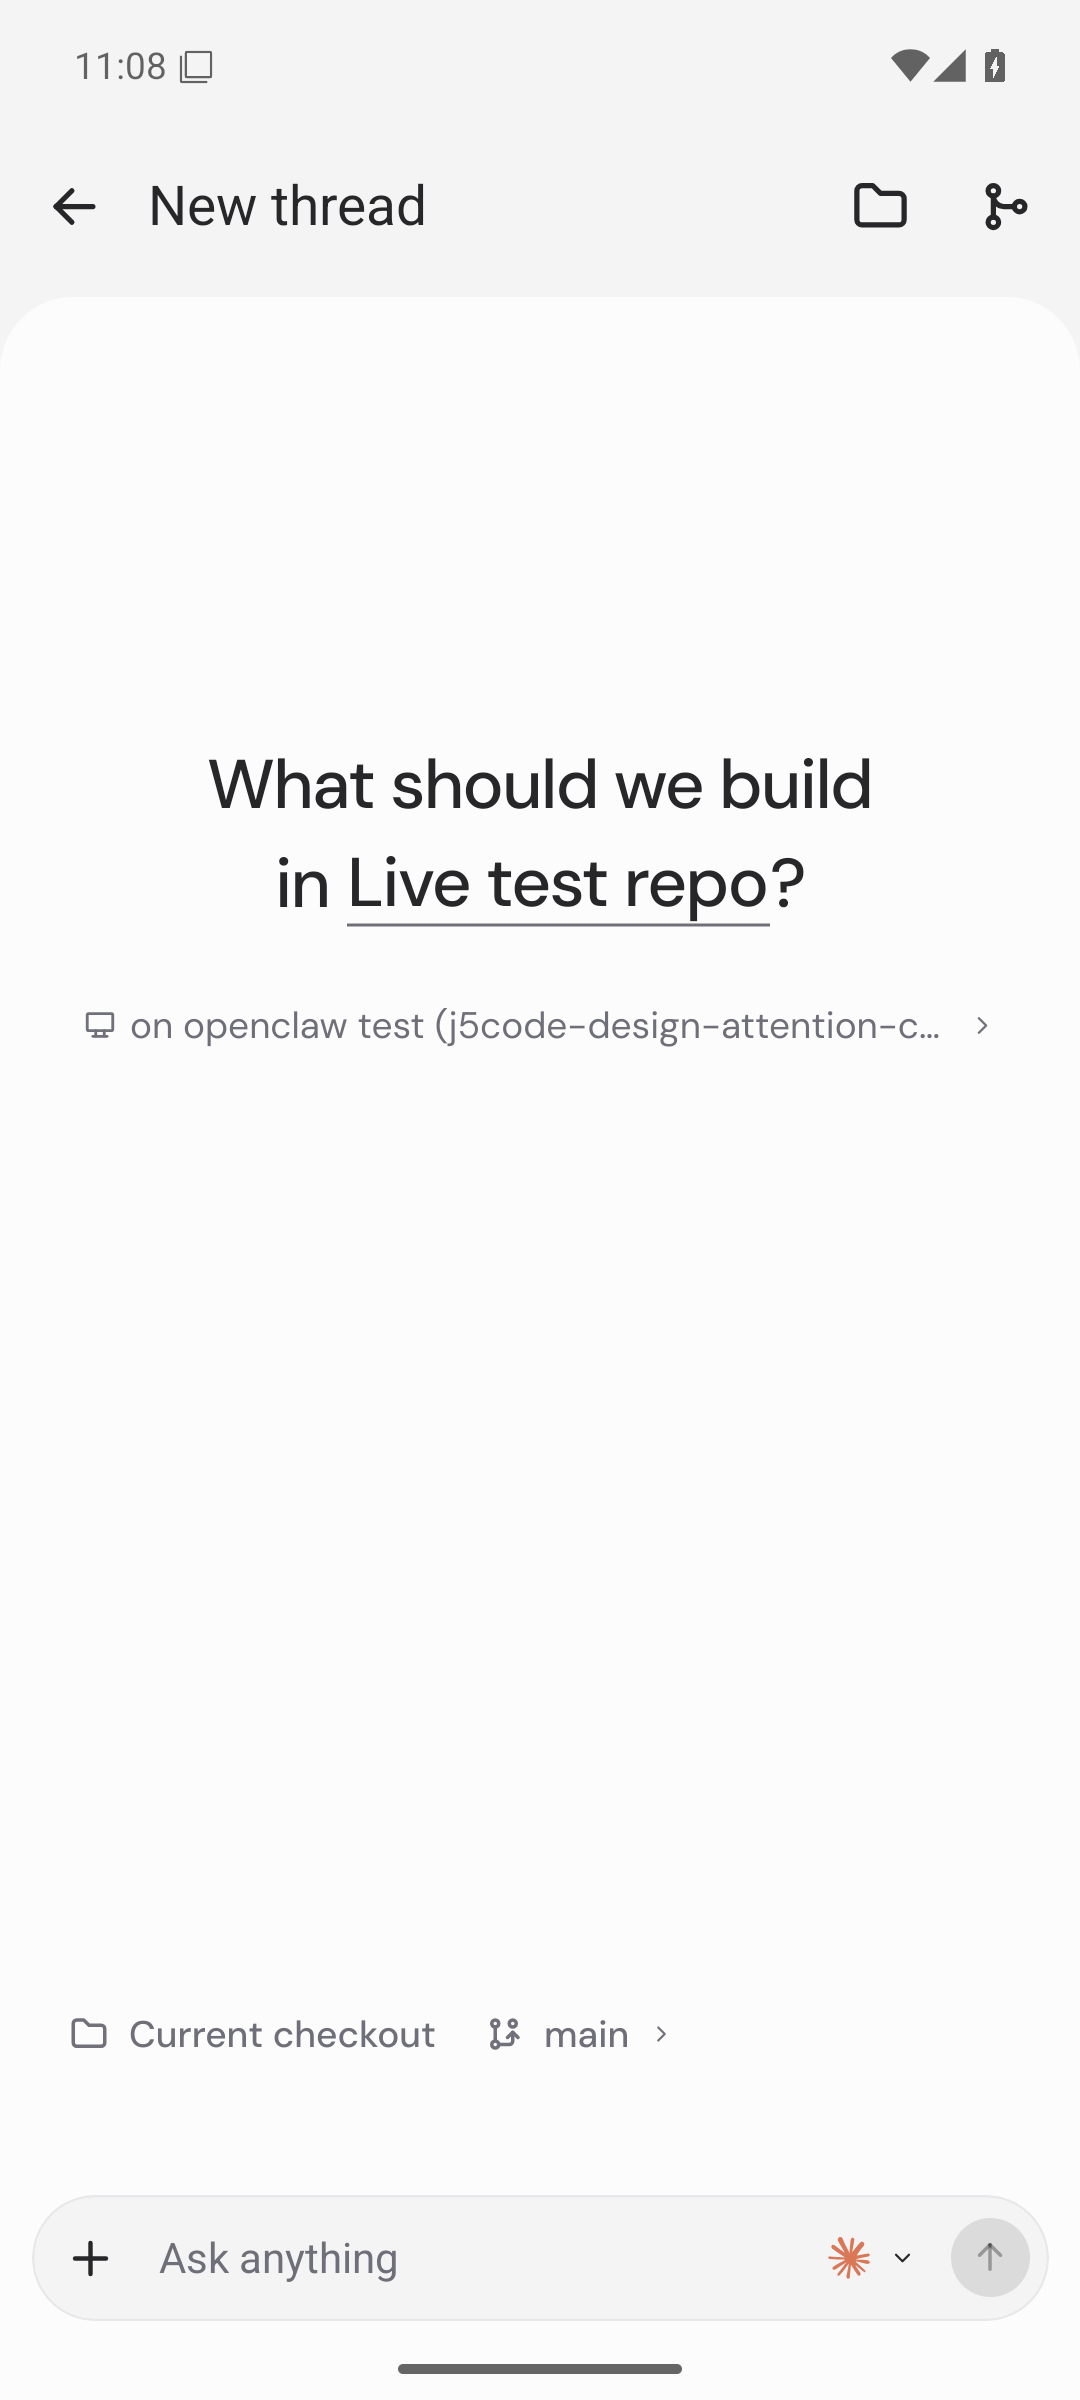 11:08
New thread
What should we build
in Live test repo?
on openclaw test (j5code-design-attention-c...
Current checkout main
Ask anything